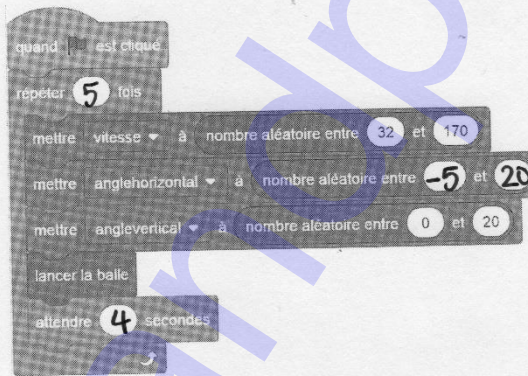 quand est cliqué
répéter 5 fois
mettre vitesse à nombre aléatoire entre 32 et 170
mettre anglehorizontal à nombre aléatoire entre -5 et 20
mettre anglevertical à nombre aléatoire entre 0 et 20
lancer la balle
attendre 4 secondes